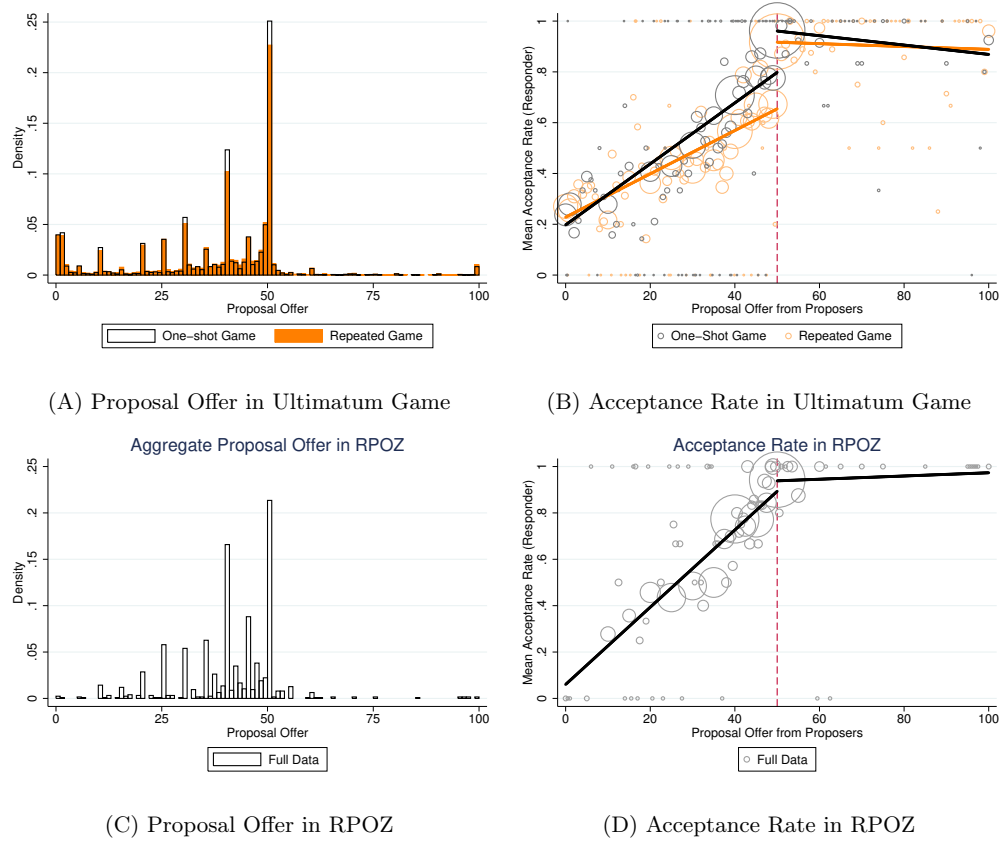 Density
.25
.2
.15
.1
.05
0
0 25 50 75 100
Proposal Offer
One−shot Game Repeated Game
Mean Acceptance Rate (Responder)
1
.8
.6
.4
.2
0
0 20 40 60 80 100
Proposal Offer from Proposers
One−Shot Game Repeated Game
(A) Proposal Offer in Ultimatum Game
(B) Acceptance Rate in Ultimatum Game
Aggregate Proposal Offer in RPOZ
Density
.25
.2
.15
.1
.05
0
0 25 50 75 100
Proposal Offer
Full Data
Acceptance Rate in RPOZ
Mean Acceptance Rate (Responder)
1
.8
.6
.4
.2
0
0 20 40 60 80 100
Proposal Offer from Proposers
Full Data
(C) Proposal Offer in RPOZ
(D) Acceptance Rate in RPOZ